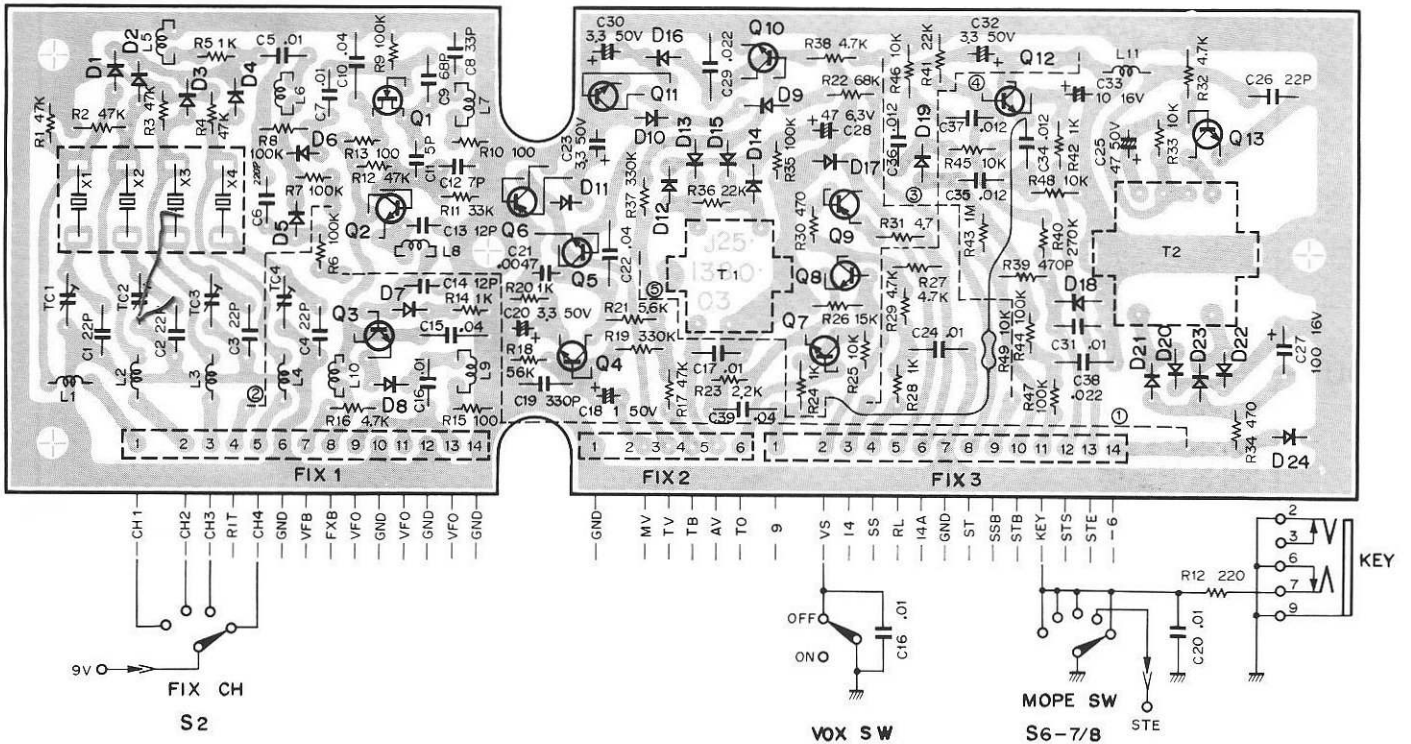 D1
D2
L5
R5 1K
C5 .01
D3
D4
R1 47K
R2 47K
R3 47K
R4 47K
L6
C7 .01
C10 .04
R9 100K
C9 68P
C8 33P
L7
Q1
R8 100K
D6
R13 100
R10 100
C11 5P
R12 47K
C12 7P
R7 100K
R11 33K
X1
X2
X3
X4
C6 220P
D5
R6 100K
Q2
C13 12P
L8
TC1
TC2
TC3
TC4
C14 12P
D7
R14 1K
Q3
C15 .04
C1 22P
C2 22P
C3 22P
C4 22P
L1
L2
L3
L4
L10
D8
C16 .01
L9
②
R16 4.7K
R15 100
1
2
3
4
5
6
7
8
9
10
11
12
13
14
FIX 1
C30
3,3 50V
D16
Q10
C29 .022
Q11
D10
D9
C23 3,3 50V
D13
D15
D14
R35 100K
D11
R37 330K
D12
R36 22K
Q6
Q5
C22 .04
C21 .0047
R20 1K
⑤
J25
1380
03
T1
C20 3,3 50V
R21 5,6K
R19 330K
R18 56K
Q4
C19 330P
C18 1 50V
C17 .01
R17 47K
R23 2,2K
C39 .04
1
2
3
4
5
6
FIX 2
R38 4.7K
R22 68K
R46 10K
R41 22K
C32
3,3 50V
Q12
④
C33
10 16V
L11
R32 4.7K
C26 22P
R34 4.7K
47 6,3V
C28
C36 .012
D19
C37 .012
D17
R45 10K
C34 .012
R42 1K
C25 47 50V
R33 10K
Q13
③
C35 .012
R48 10K
R30 470
Q9
R31 4.7
R43 1M
R40 270K
T2
Q8
R27 4.7K
R39 470P
D18
R29 4.7K
R26 15K
Q7
C24 .01
R49 10K
R44 100K
C31 .01
R25 10K
R24 1K
R28 1K
R47 100K
C38 .022
①
D21
D20
D23
D22
C27 100 16V
R34 470
D24
1
2
3
4
5
6
7
8
9
10
11
12
13
14
FIX 3
CH1
CH2
CH3
RIT
CH4
GND
VFB
FXB
VFO
GND
VFO
GND
VFO
GND
GND
MV
TV
TB
AV
TO
9
VS
14
SS
RL
14A
GND
ST
SSB
STB
KEY
STS
STE
-6
9V
FIX CH
S2
OFF
ON
C16 .01
VOX SW
R12 220
C20 .01
MOPE SW
S6-7/8
STE
2
3
6
7
9
KEY